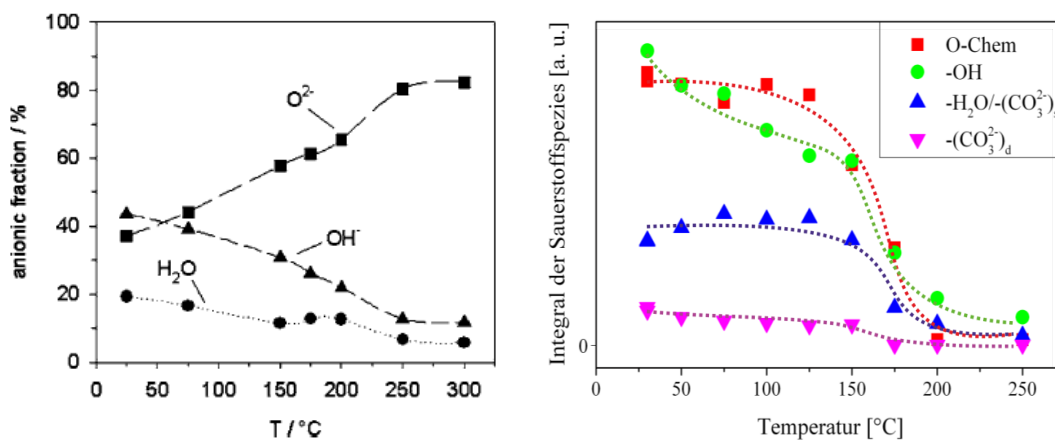 100
80
60
40
20
0
anionic fraction / %
O²⁻
OH⁻
H₂O
0 50 100 150 200 250 300
T / °C
Integral der Sauerstoffspezies [a. u.]
0
O-Chem
-OH
-H₂O/-(CO₃²⁻)
-(CO₃²⁻)d
0 50 100 150 200 250
Temperatur [°C]